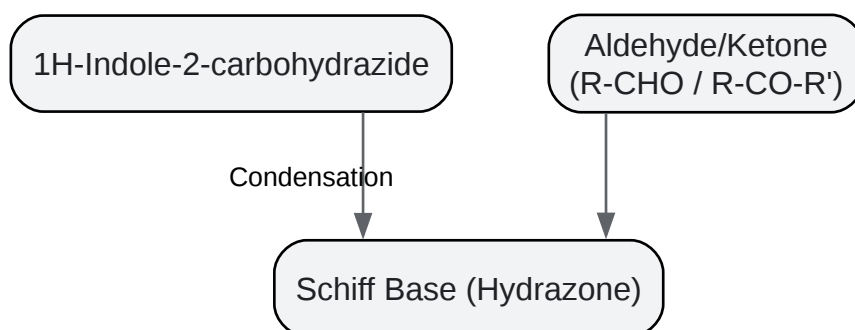 1H-Indole-2-carbohydrazide
Aldehyde/Ketone
(R-CHO / R-CO-R')
Condensation
Schiff Base (Hydrazone)